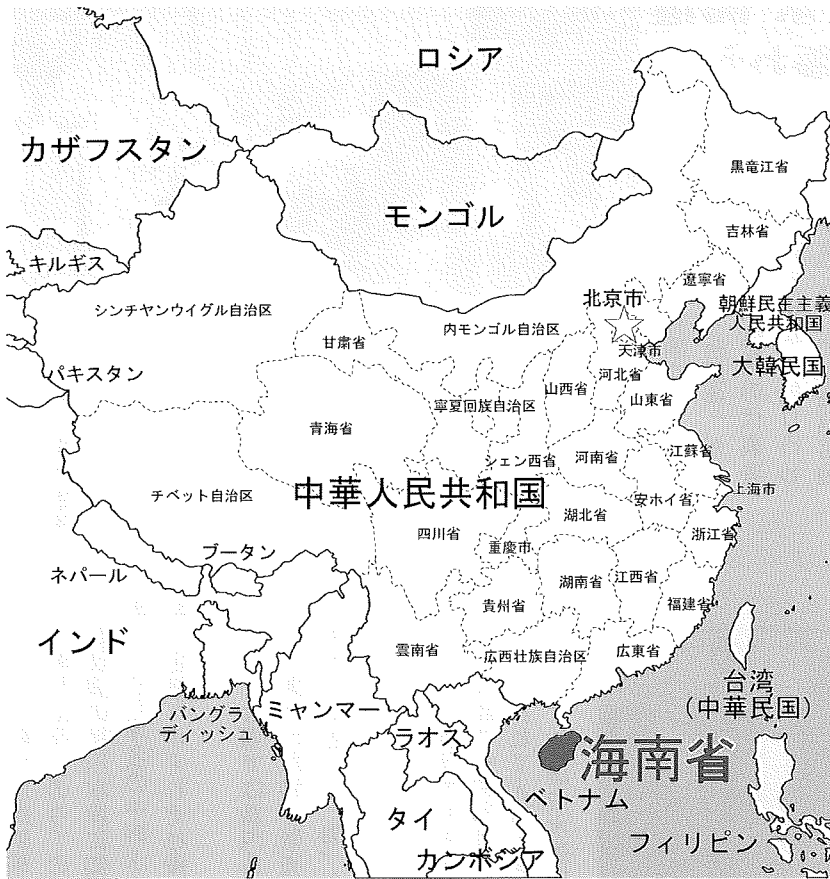 ロシア
カザフスタン
黒竜江省
モンゴル
吉林省
キルギス
遼寧省
北京市
シンチヤンウイグル自治区
朝鮮民主主義
人民共和国
内モンゴル自治区
甘肃省
天津市
大韓民国
パキスタン
河北省
山西省
山東省
寧夏回族自治区
青海省
江蘇省
シェン西省
河南省
中華人民共和国
チベット自治区
上海市
安ホイ省
湖北省
四川省
浙江省
重慶市
ブータン
ネパール
湖南省
江西省
貴州省
福建省
インド
雲南省
広西壮族自治区
広東省
台湾
(中華民国)
バングラ
ディッシュ
ミャンマー
ラオス
海南省
ベトナム
タイ
フィリピン
カンボジア